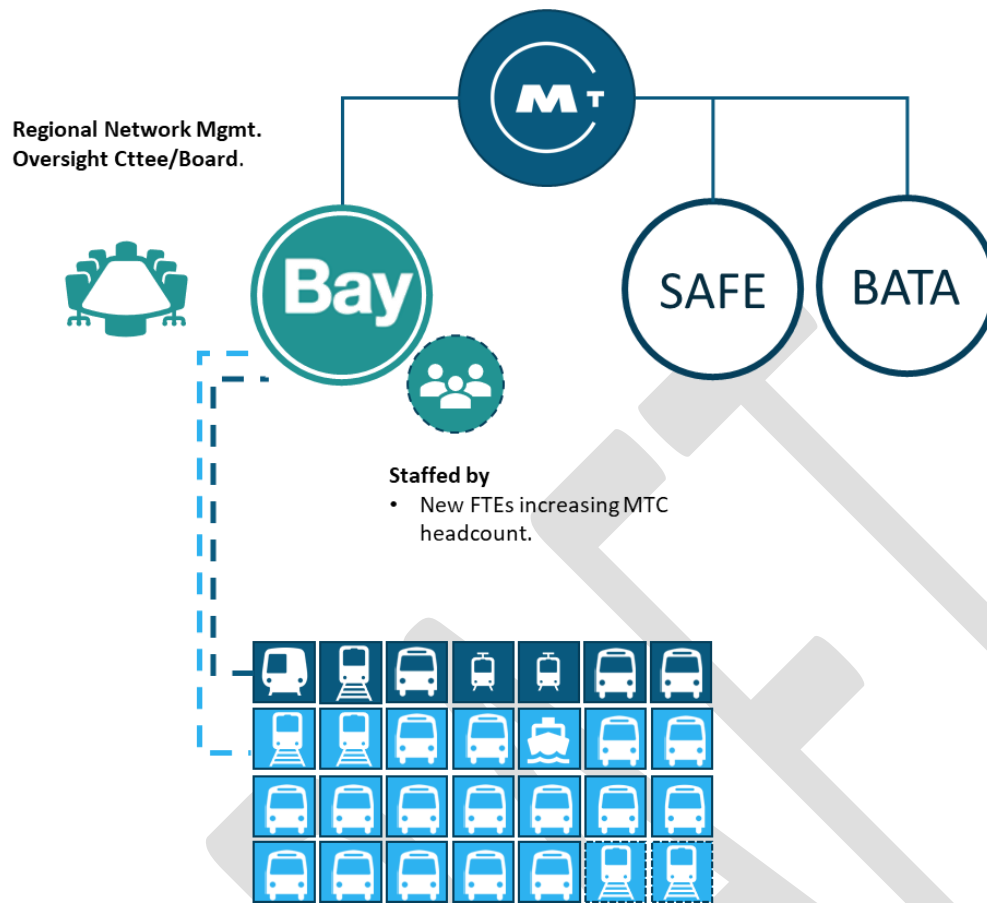 MT
Regional Network Mgmt.
Oversight Cttee/Board.
Bay
SAFE
BATA
Staffed by
• New FTEs increasing MTC
headcount.